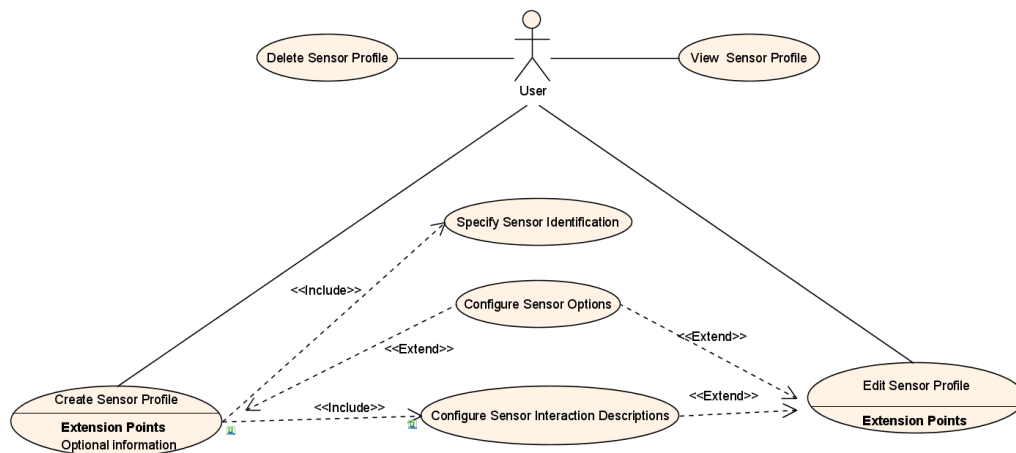 Delete Sensor Profile
View Sensor Profile
User
Specify Sensor Identification
<<Include>>
Configure Sensor Options
<<Extend>>
<<Extend>>
Create Sensor Profile
Extension Points
Optional information
<<Include>>
Configure Sensor Interaction Descriptions
<<Extend>>
Edit Sensor Profile
Extension Points